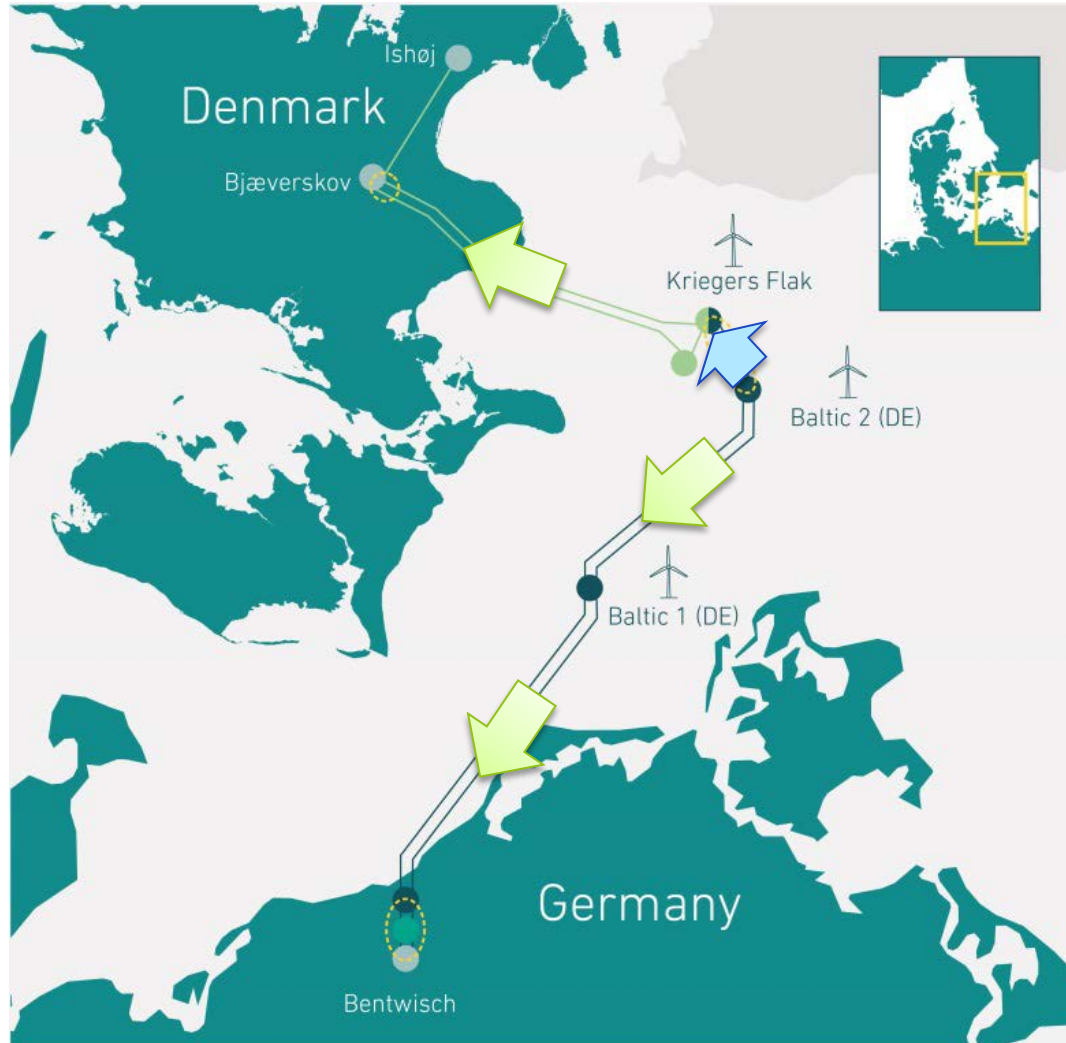 Ishøj
Denmark
Bjæverskov
Kriegers Flak
Baltic 2 (DE)
Baltic 1 (DE)
Germany
Bentwisch